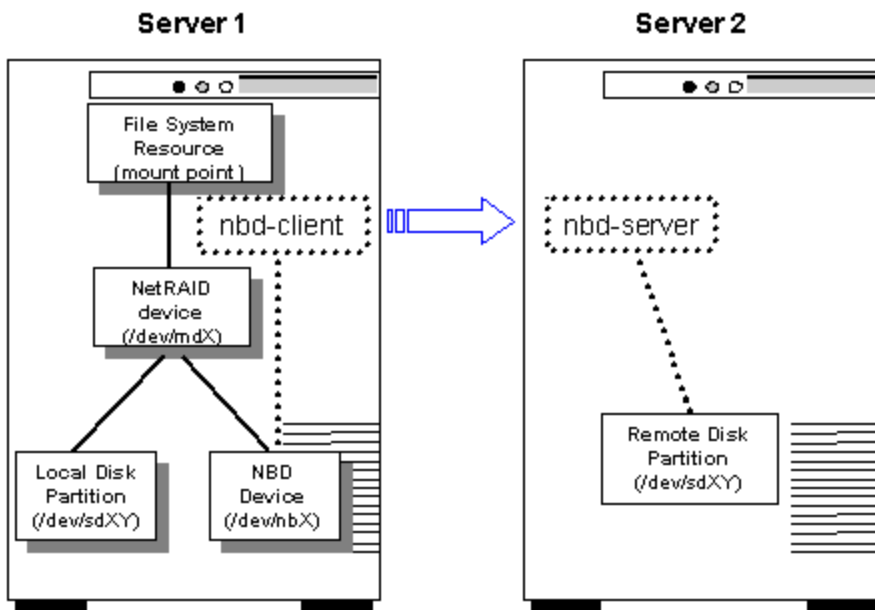 Server 1
Server 2
File System
Resource
(mount point)
nbd-client
nbd-server
NetRAID
device
(/dev/mdX)
Local Disk
Partition
(/dev/sdXY)
NBD
Device
(/dev/nbX)
Remote Disk
Partition
(/dev/sdXY)